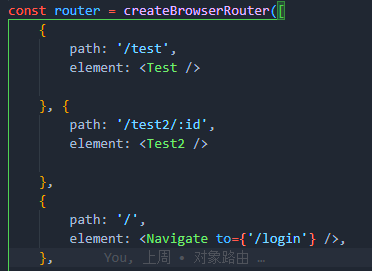 const router = createBrowserRouter([
{
path: '/test',
element: <Test />
}, {
path: '/test2/:id',
element: <Test2 />
},
{
path: '/',
element: <Navigate to={'/login'} />,
}, You, 上周 • 对象路由 …